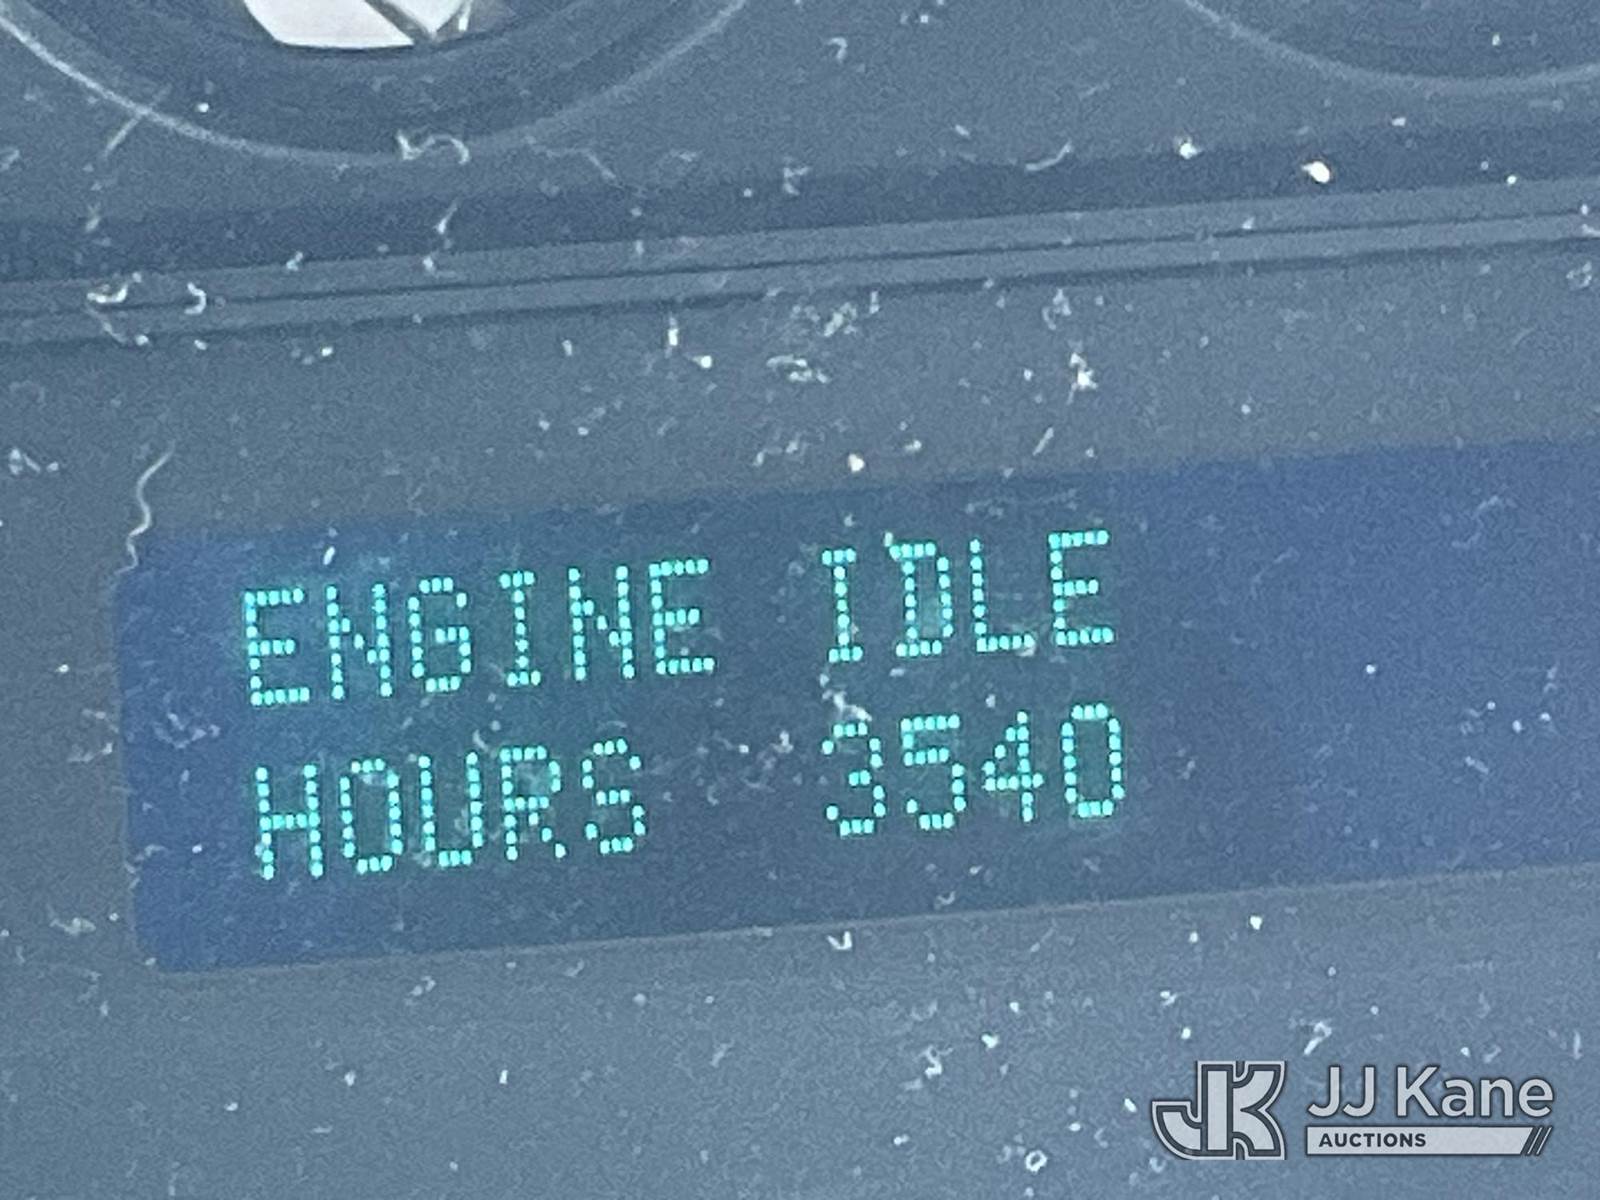 ENGINE IDLE
HOURS 3540
JK JJ Kane
AUCTIONS